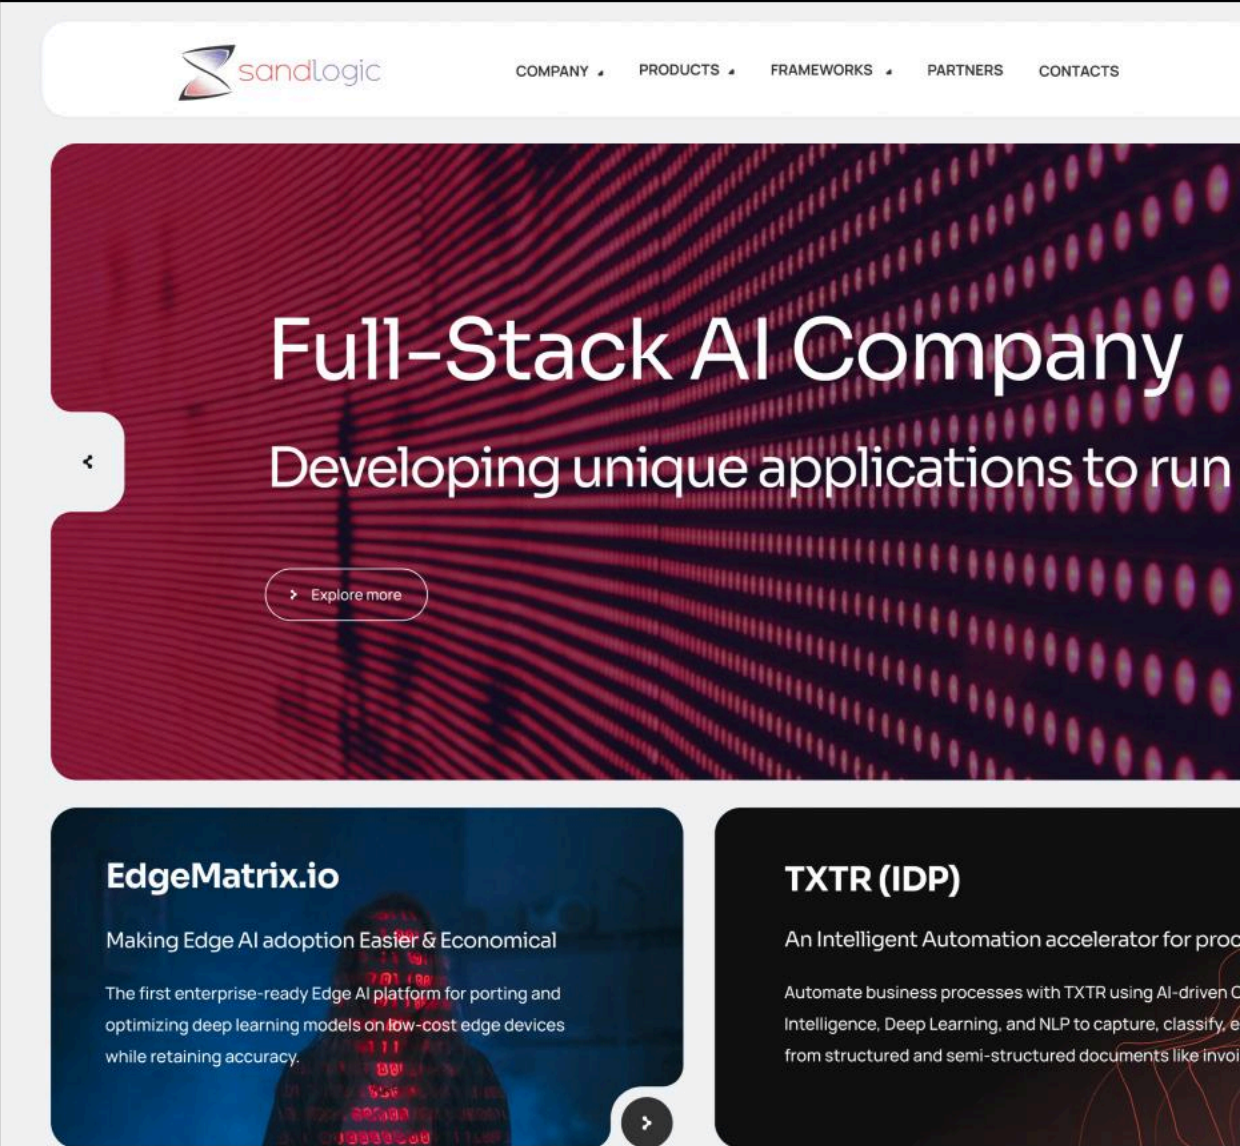 sandlogic
COMPANY PRODUCTS FRAMEWORKS PARTNERS CONTACTS
Full-Stack AI Company
Developing unique applications to run
Explore more
EdgeMatrix.io
Making Edge AI adoption Easier & Economical
The first enterprise-ready Edge AI platform for porting and
optimizing deep learning models on low-cost edge devices
while retaining accuracy.
TXTR (IDP)
An Intelligent Automation accelerator for
Automate business processes with TXTR using AI-driven
Intelligence, Deep Learning, and NLP to capture, classify,
from structured and semi-structured documents like